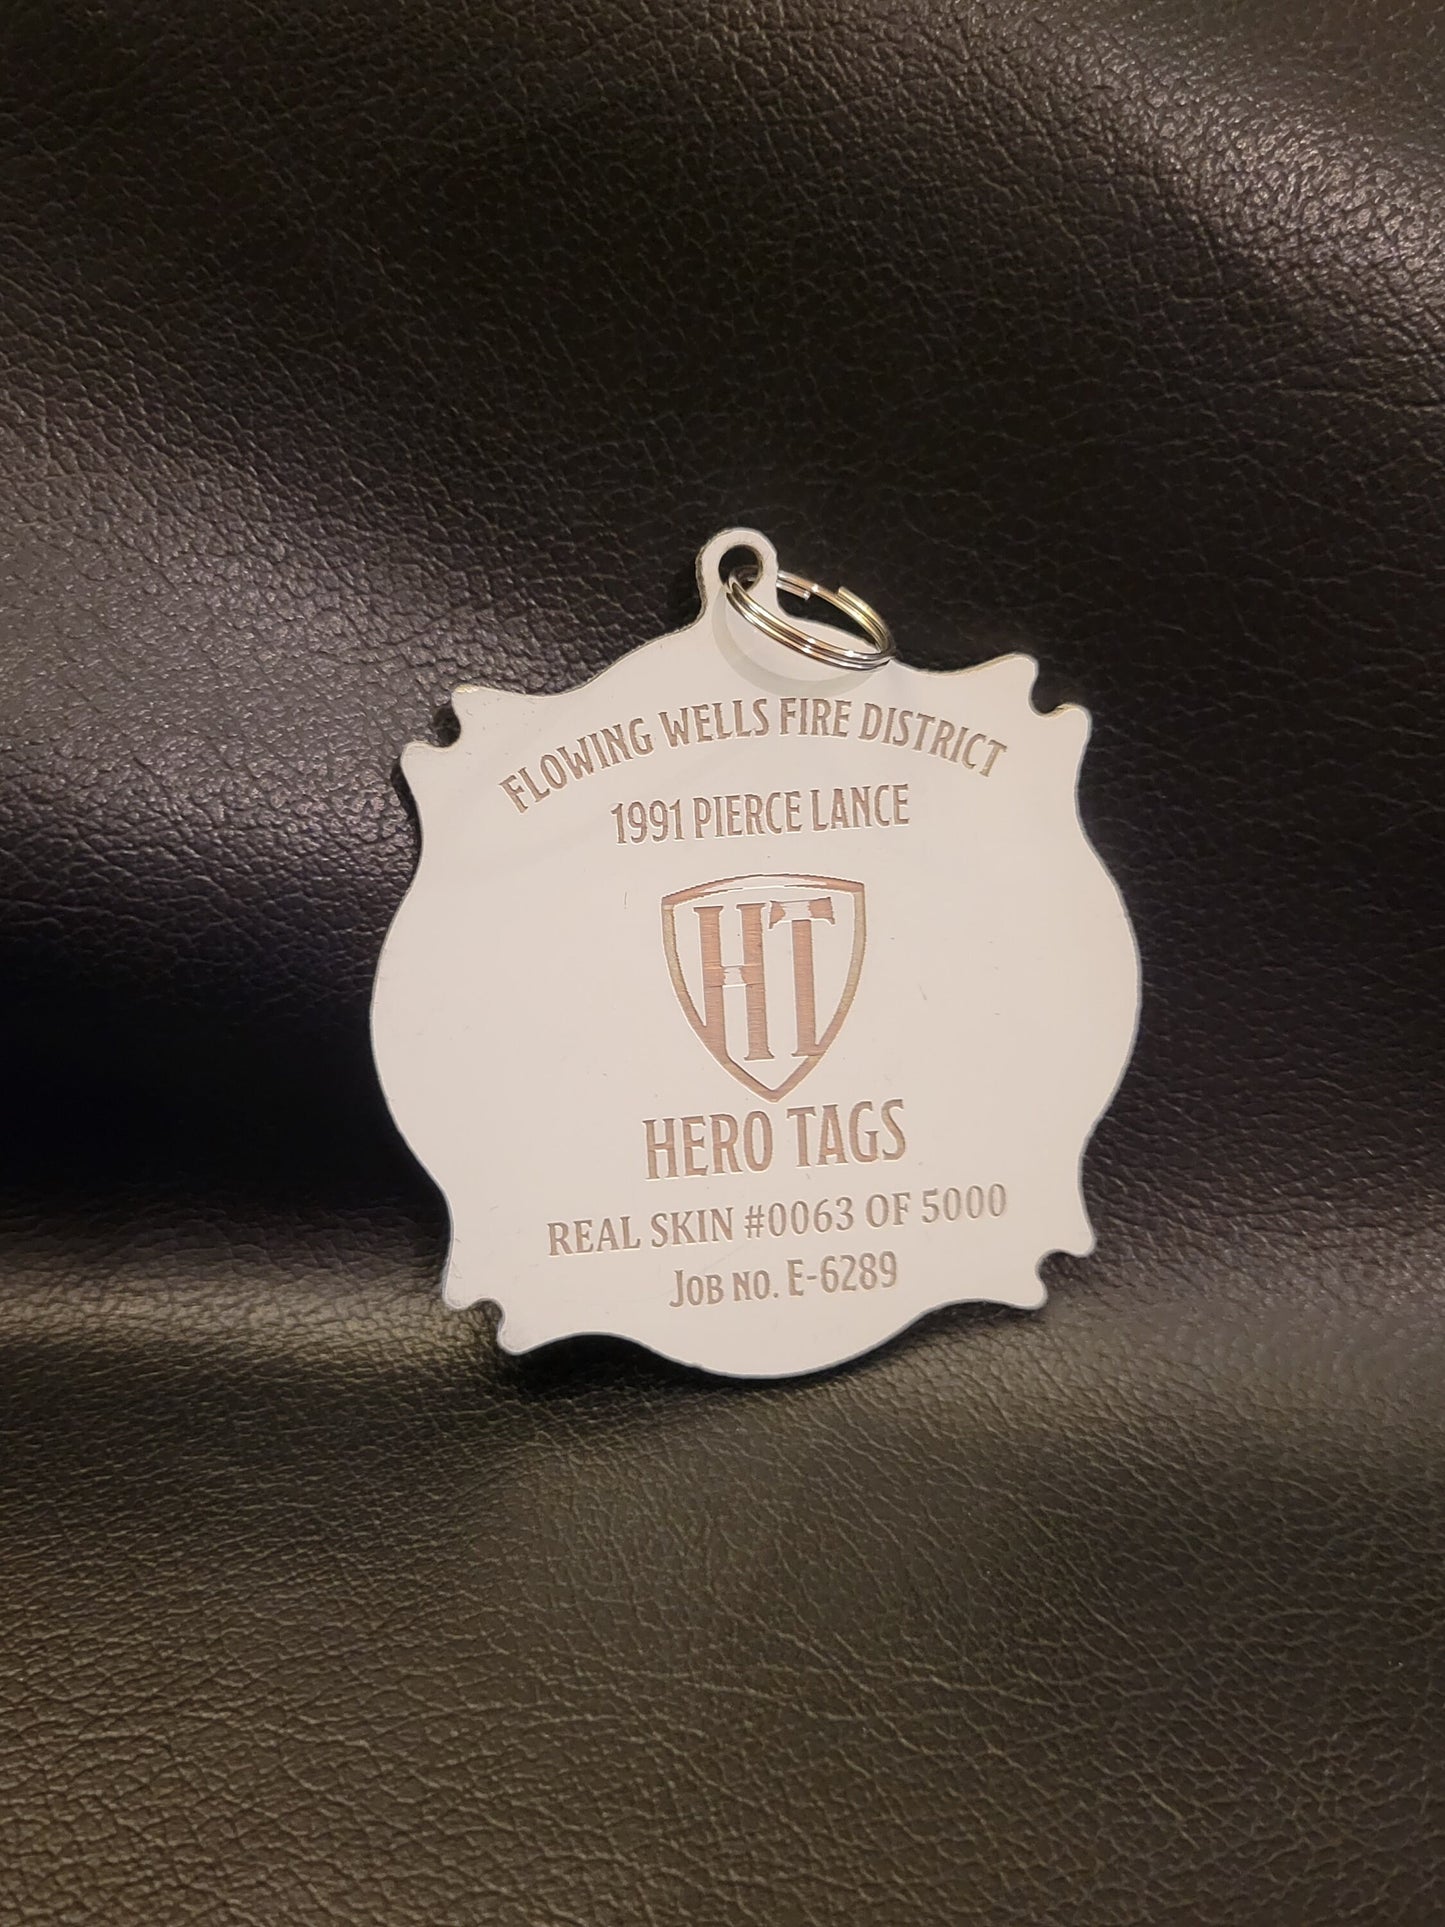 FLOWING WELLS FIRE DISTRICT
1991 PIERCE LANCE
HT
HERO TAGS
REAL SKIN #0063 OF 5000
JOB NO. E-6289